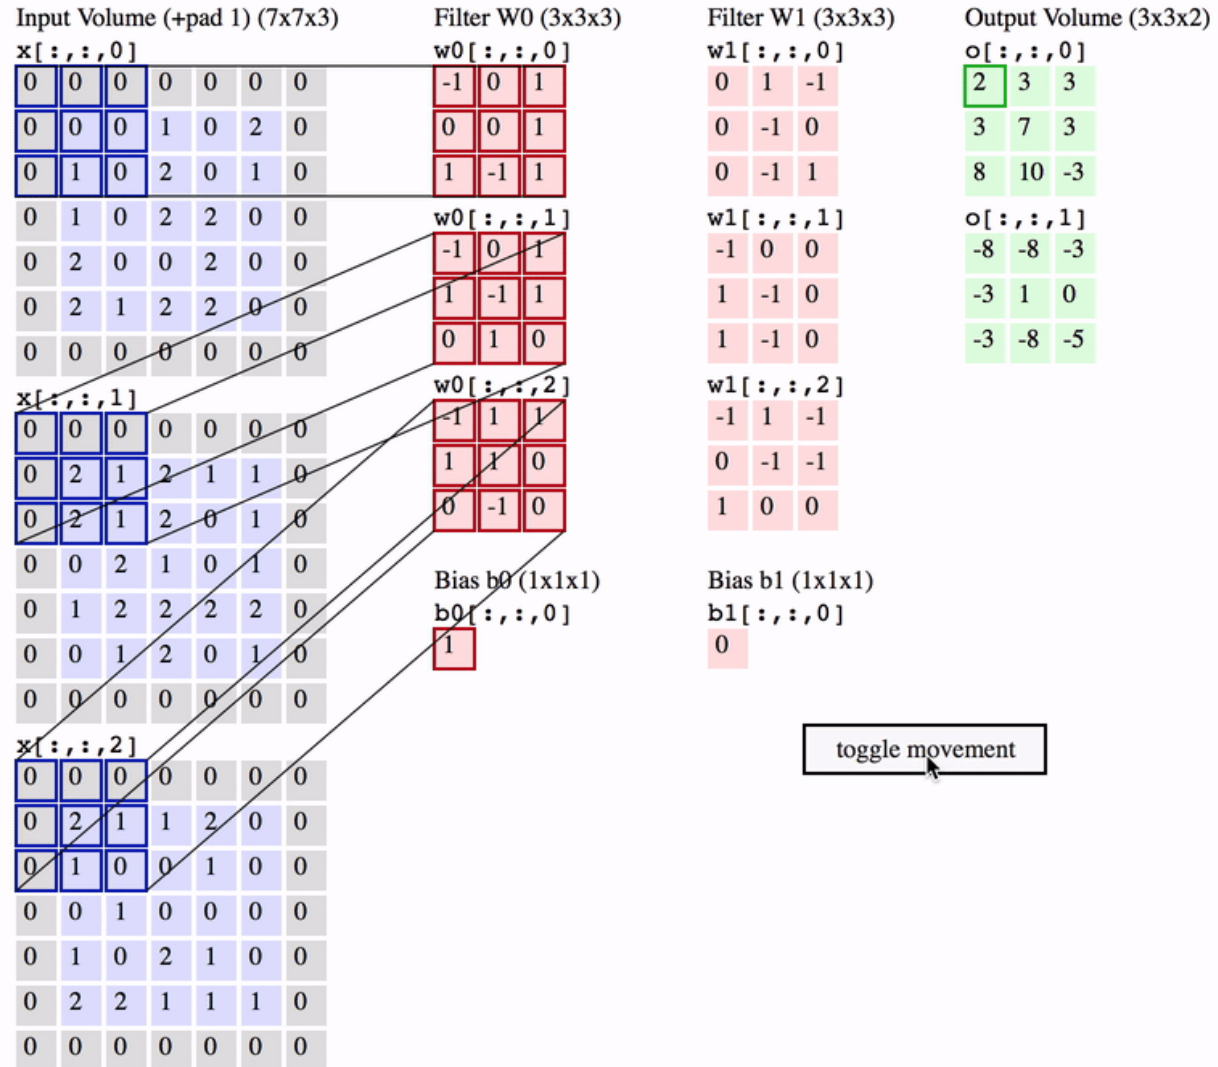 Input Volume (+pad 1) (7x7x3)
x[:,:,0]
0 0 0 0 0 0 0
0 0 0 1 0 2 0
0 1 0 2 0 1 0
0 1 0 2 2 0 0
0 2 0 0 2 0 0
0 2 1 2 2 0 0
0 0 0 0 0 0 0
x[:,:,1]
0 0 0 0 0 0 0
0 2 1 2 1 1 0
0 2 1 2 0 1 0
0 0 2 1 0 1 0
0 1 2 2 2 2 0
0 0 1 2 0 1 0
0 0 0 0 0 0 0
x[:,:,2]
0 0 0 0 0 0 0
0 2 1 1 2 0 0
0 1 0 0 1 0 0
0 0 1 0 0 0 0
0 1 0 2 1 0 0
0 2 2 1 1 1 0
0 0 0 0 0 0 0
Filter W0 (3x3x3)
w0[:,:,0]
-1 0 1
0 0 1
1 -1 1
w0[:,:,1]
-1 0 1
1 -1 1
0 1 0
w0[:,:,2]
-1 1 1
1 1 0
0 -1 0
Bias b0 (1x1x1)
b0[:,:,0]
1
Filter W1 (3x3x3)
w1[:,:,0]
0 1 -1
0 -1 0
0 -1 1
w1[:,:,1]
-1 0 0
1 -1 0
1 -1 0
w1[:,:,2]
-1 1 -1
0 -1 -1
1 0 0
Bias b1 (1x1x1)
b1[:,:,0]
0
Output Volume (3x3x2)
o[:,:,0]
2 3 3
3 7 3
8 10 -3
o[:,:,1]
-8 -8 -3
-3 1 0
-3 -8 -5
toggle movement